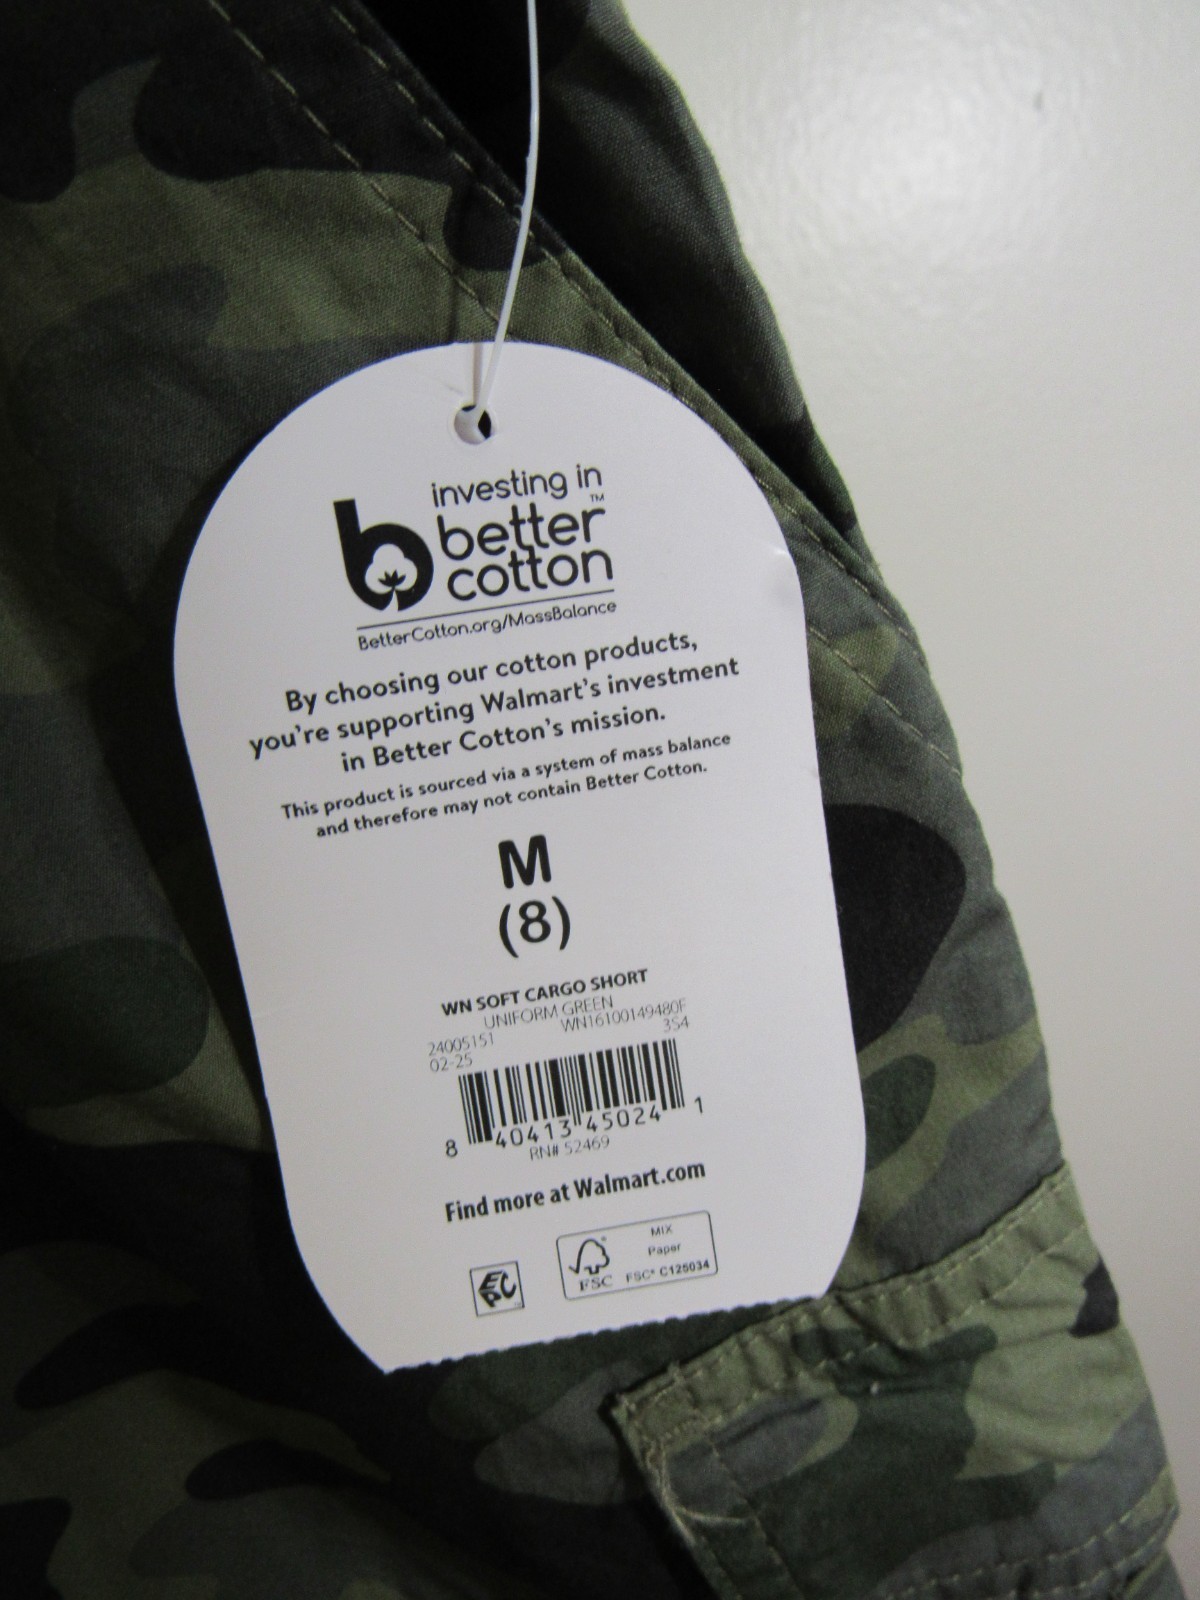 investing in
better™
cotton
BetterCotton.org/MassBalance
By choosing our cotton products,
you're supporting Walmart's investment
in Better Cotton's mission.
This product is sourced via a system of mass balance
and therefore may not contain Better Cotton.
M
(8)
WN SOFT CARGO SHORT
UNIFORM GREEN
24005151 WN16100149480F
02-25 354
8 40413 45024 1
RN# 52469
Find more at Walmart.com
EPC
FSC®
MIX
Paper
FSC® C125034